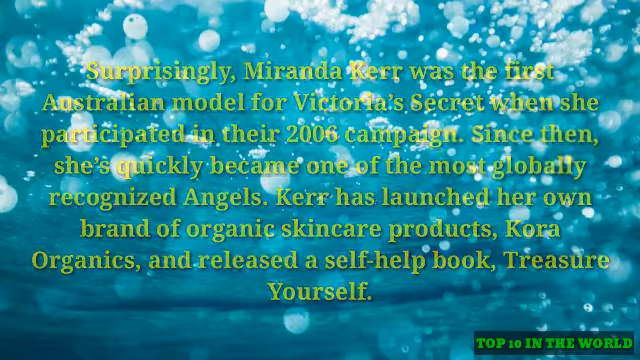 Surprisingly, Miranda Kerr was the first
Australian model for Victoria’s Secret when she
participated in their 2006 campaign. Since then,
she’s quickly became one of the most globally
recognized Angels. Kerr has launched her own
brand of organic skincare products, Kora
Organics, and released a self-help book, Treasure
Yourself.
TOP 10 IN THE WORLD